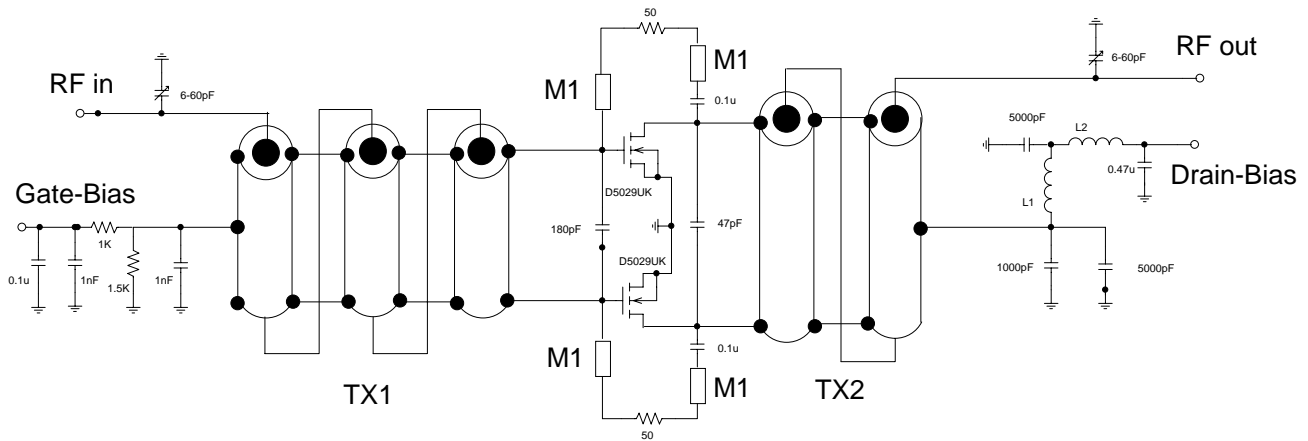 50
M1
RF out
6-60pF
RF in
6-60pF
M1
0.1u
5000pF
L2
0.47u
Drain-Bias
Gate-Bias
D5029UK
L1
1K
180pF
47pF
D5029UK
0.1u
1nF
1.5K
1nF
1000pF
5000pF
M1
0.1u
M1
TX1
TX2
50